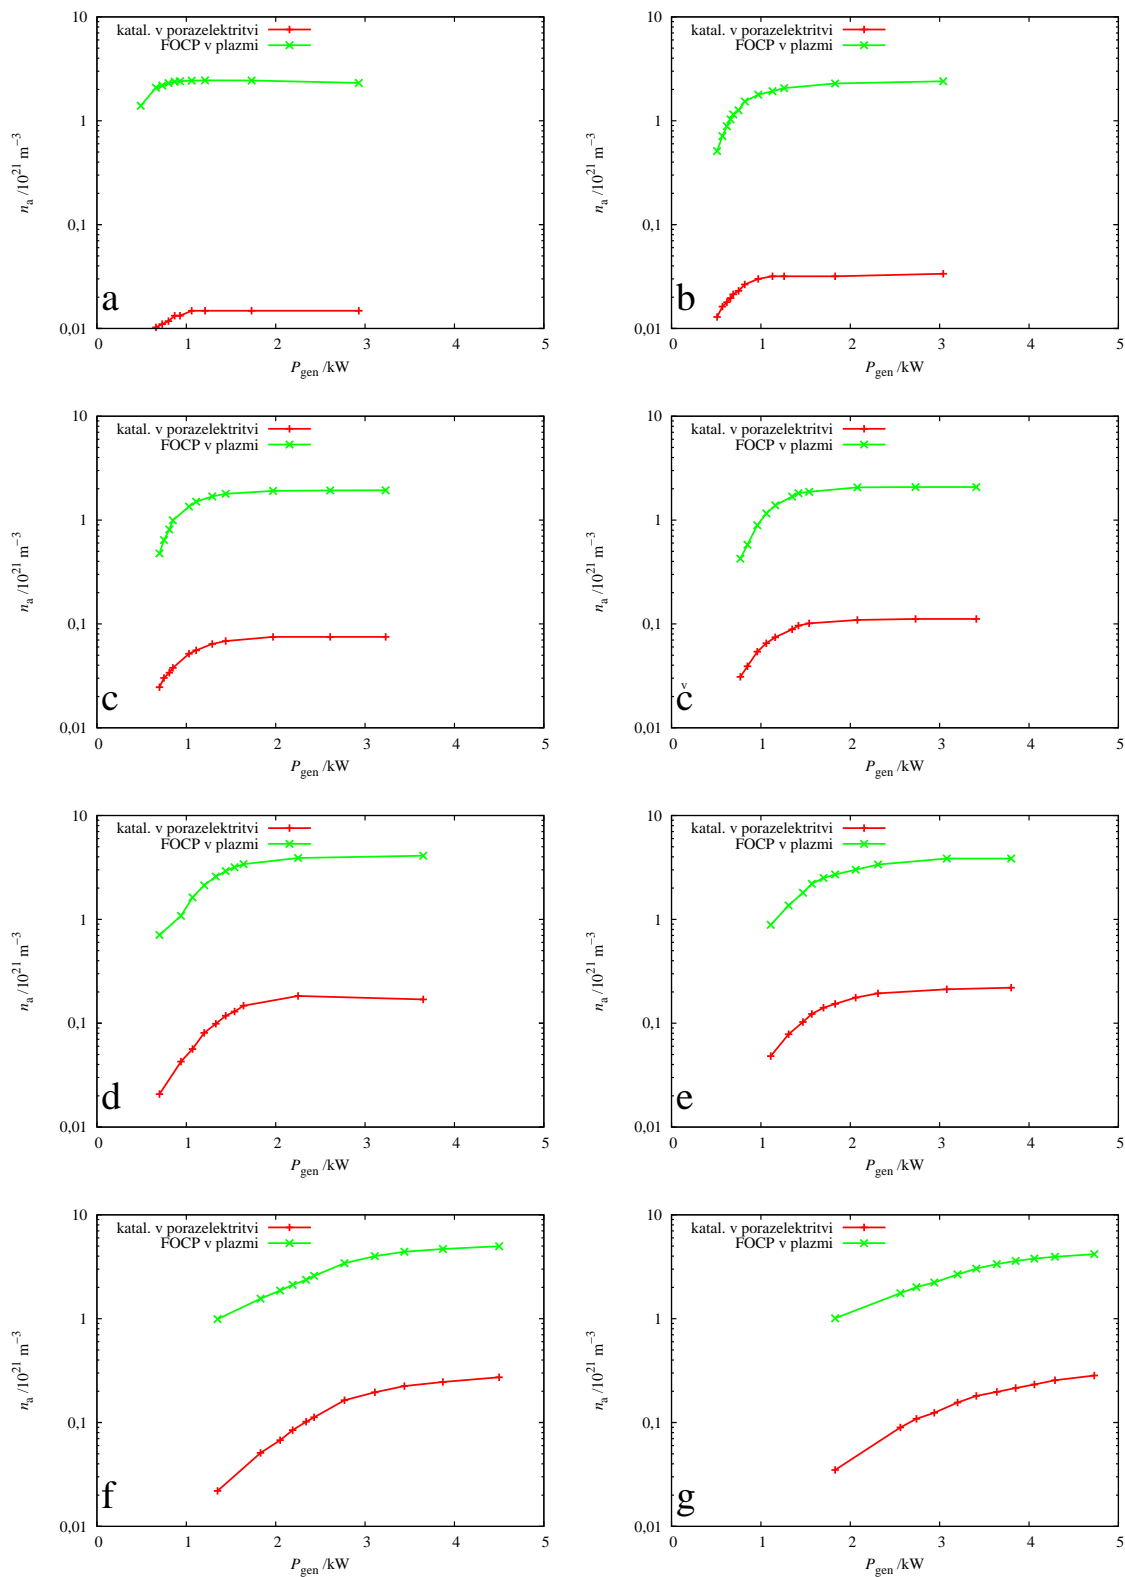 katal. v porazelektritvi
FOCP v plazmi
10
1
0,1
0,01
n_a /10^21 m^−3
a
0 1 2 3 4 5
P_gen /kW
katal. v porazelektritvi
FOCP v plazmi
10
1
0,1
0,01
n_a /10^21 m^−3
b
0 1 2 3 4 5
P_gen /kW
katal. v porazelektritvi
FOCP v plazmi
10
1
0,1
0,01
n_a /10^21 m^−3
c
0 1 2 3 4 5
P_gen /kW
katal. v porazelektritvi
FOCP v plazmi
10
1
0,1
0,01
n_a /10^21 m^−3
č
0 1 2 3 4 5
P_gen /kW
katal. v porazelektritvi
FOCP v plazmi
10
1
0,1
0,01
n_a /10^21 m^−3
d
0 1 2 3 4 5
P_gen /kW
katal. v porazelektritvi
FOCP v plazmi
10
1
0,1
0,01
n_a /10^21 m^−3
e
0 1 2 3 4 5
P_gen /kW
katal. v porazelektritvi
FOCP v plazmi
10
1
0,1
0,01
n_a /10^21 m^−3
f
0 1 2 3 4 5
P_gen /kW
katal. v porazelektritvi
FOCP v plazmi
10
1
0,1
0,01
n_a /10^21 m^−3
g
0 1 2 3 4 5
P_gen /kW